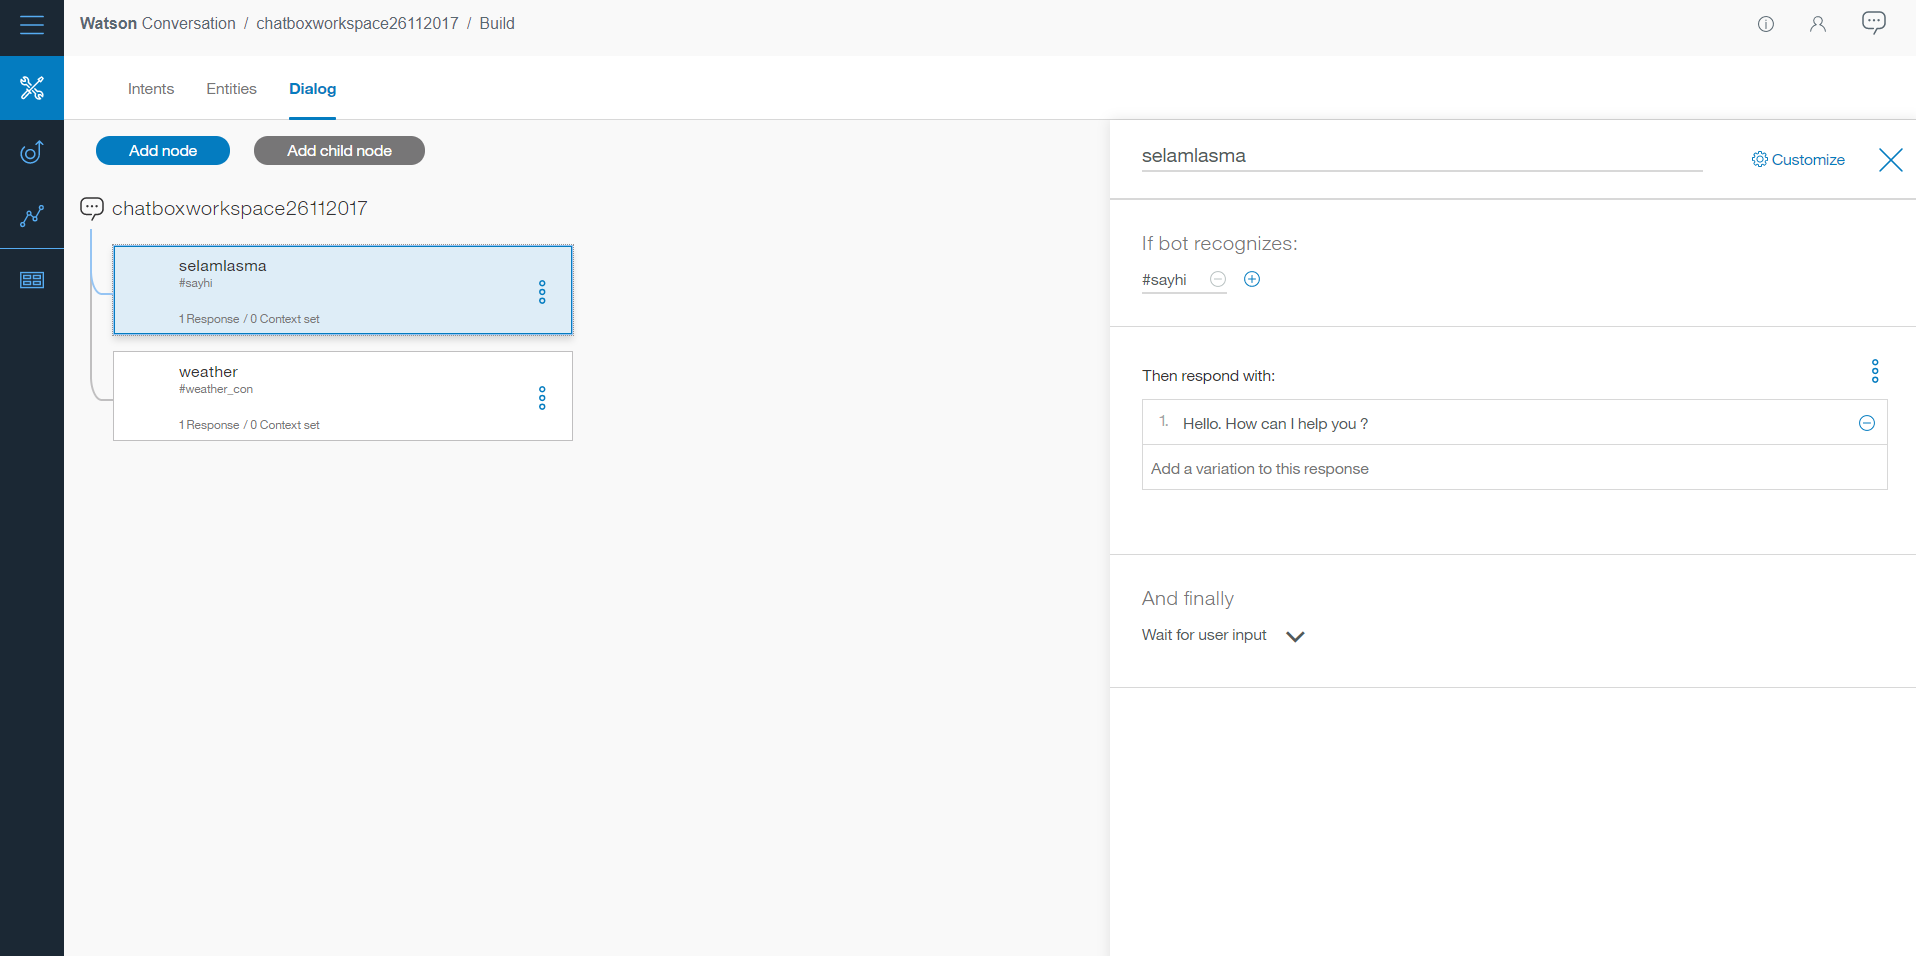 Watson Conversation / chatboxworkspace26112017 / Build
Intents Entities Dialog
Add node Add child node
chatboxworkspace26112017
selamlasma
#sayhi
1 Response / 0 Context set
weather
#weather_con
1 Response / 0 Context set
selamlasma
Customize
If bot recognizes:
#sayhi
Then respond with:
1. Hello. How can I help you ?
Add a variation to this response
And finally
Wait for user input